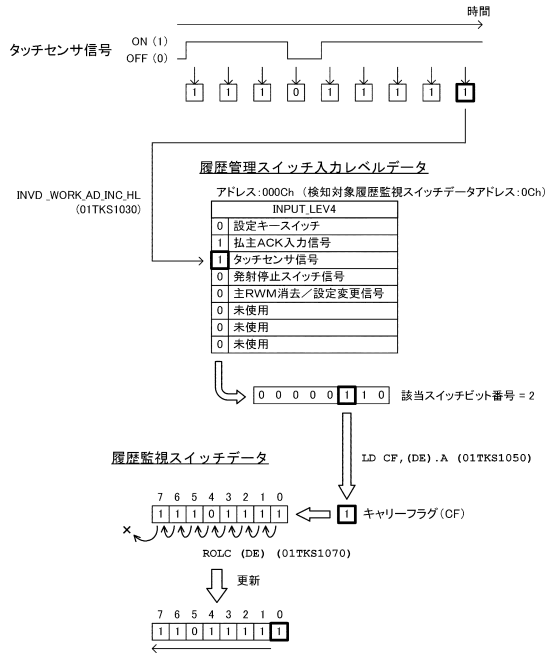 時間
タッチセンサ信号
ON (1)
OFF (0)
1 1 1 0 1 1 1 1 1
INVD _WORK_AD_INC_HL
(01TKS1030)
履歴管理スイッチ入力レベルデータ
アドレス:000Ch (検知対象履歴監視スイッチデータアドレス:0Ch)
INPUT_LEV4
0 設定キースイッチ
1 払主ACK入力信号
1 タッチセンサ信号
0 発射停止スイッチ信号
0 主RWM消去/設定変更信号
0 未使用
0 未使用
0 未使用
0 0 0 0 0 1 1 0 該当スイッチビット番号 = 2
LD CF,(DE).A (01TKS1050)
履歴監視スイッチデータ
7 6 5 4 3 2 1 0
1 1 1 0 1 1 1 1
1 キャリーフラグ(CF)
×
ROLC (DE) (01TKS1070)
更新
7 6 5 4 3 2 1 0
1 1 0 1 1 1 1 1